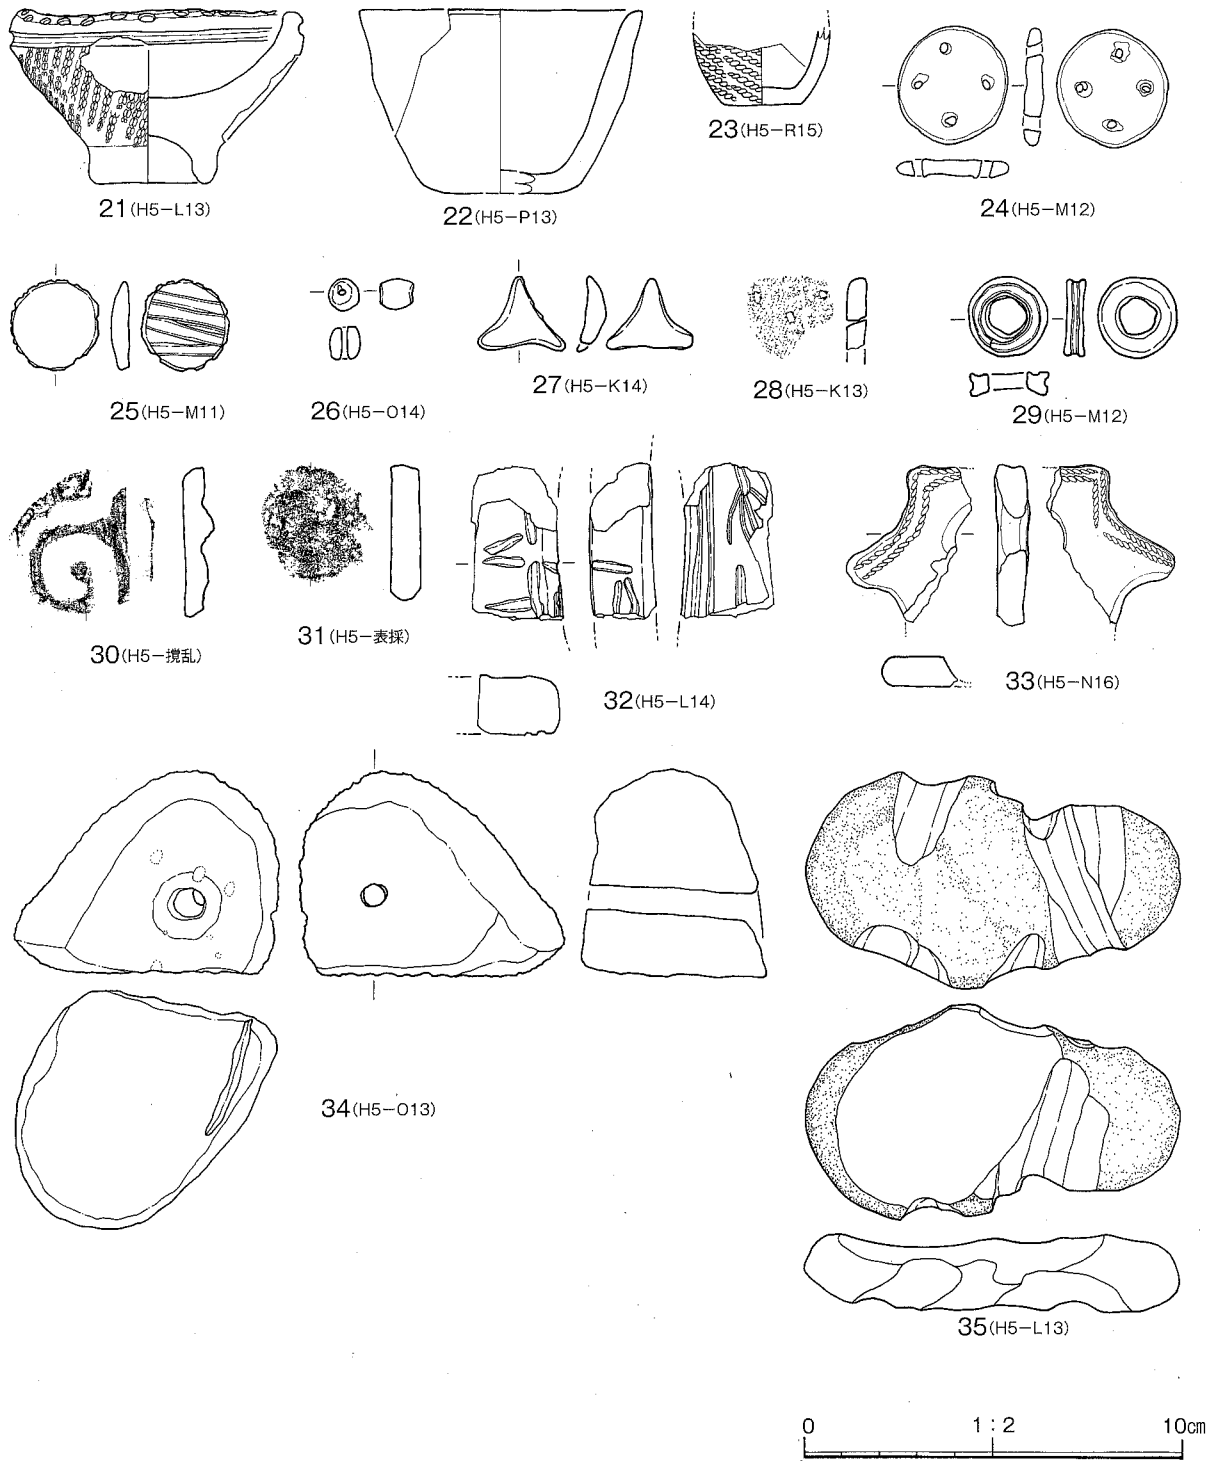 21(H5-L13)
22(H5-P13)
23(H5-R15)
24(H5-M12)
25(H5-M11)
26(H5-O14)
27(H5-K14)
28(H5-K13)
29(H5-M12)
30(H5-撹乱)
31(H5-表採)
32(H5-L14)
33(H5-N16)
34(H5-O13)
35(H5-L13)
0 1:2 10cm